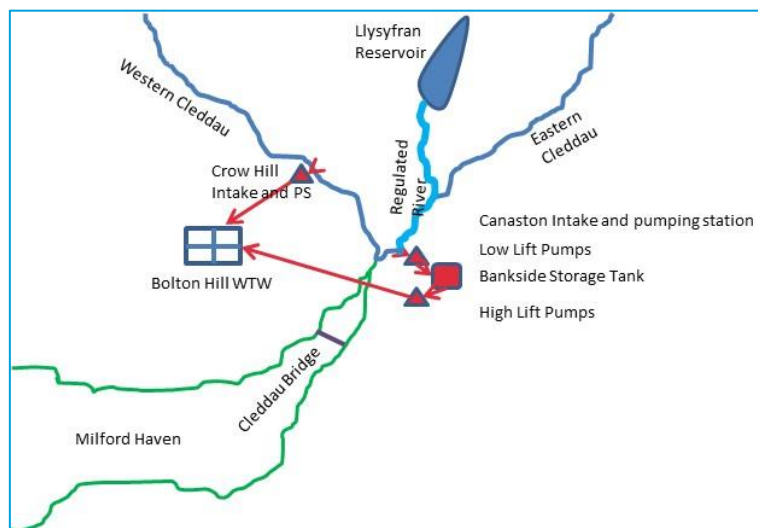 Llysyfran
Reservoir
Western Cleddau
Eastern
Cleddau
Regulated
River
Crow Hill
Intake and PS
Canaston Intake and pumping station
Low Lift Pumps
Bankside Storage Tank
High Lift Pumps
Bolton Hill WTW
Cleddau Bridge
Milford Haven